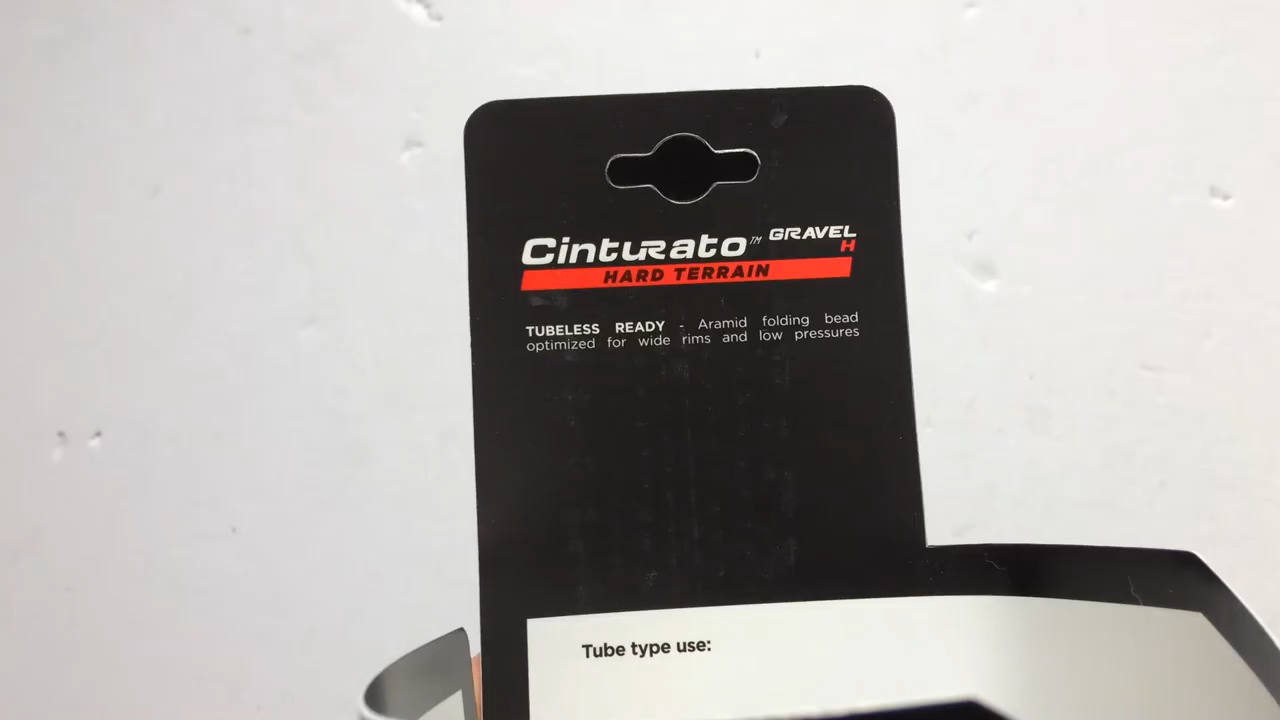 Cinturato™ GRAVEL
H
HARD TERRAIN
TUBELESS READY - Aramid folding bead
optimized for wide rims and low pressures
Tube type use: